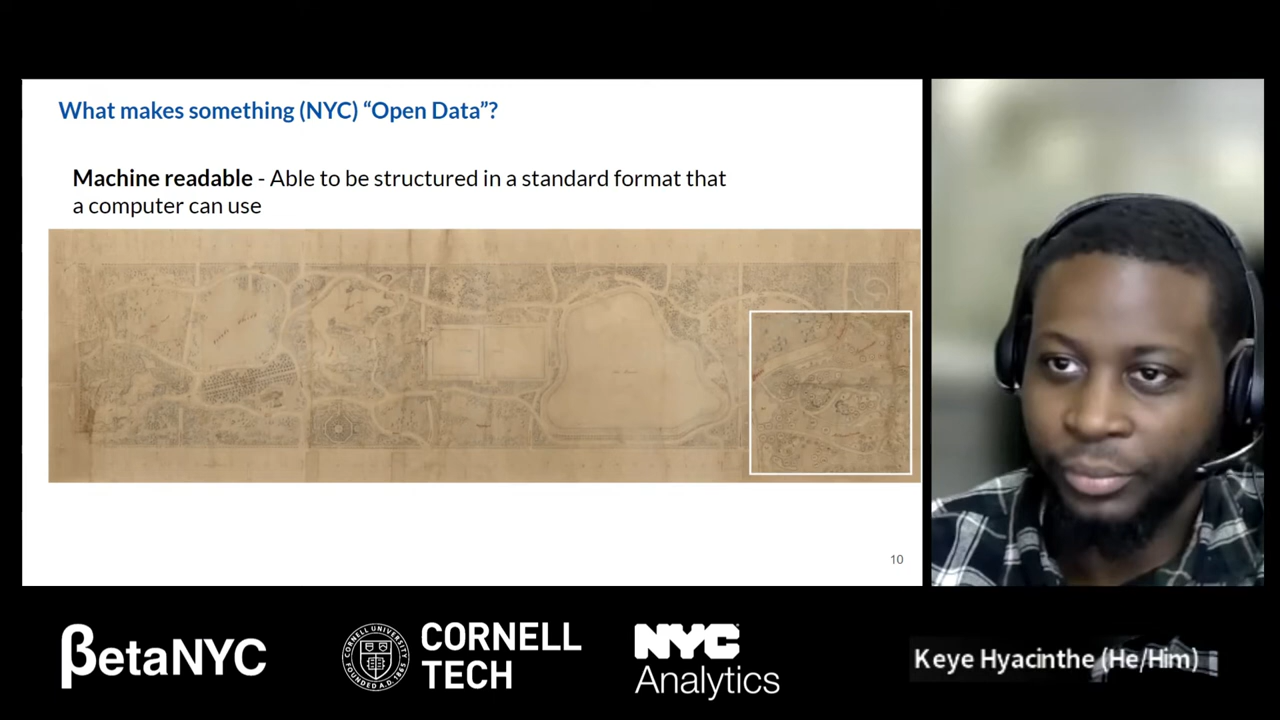 What makes something (NYC) “Open Data”?
Machine readable - Able to be structured in a standard format that
a computer can use
10
βetaNYC
CORNELL
TECH
NYC
Analytics
Keye Hyacinthe (He/Him)